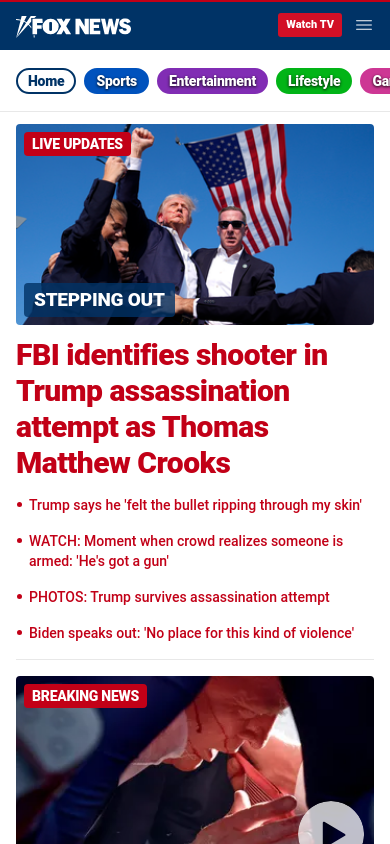 FOX NEWS
Watch TV
Home
Sports
Entertainment
Lifestyle
LIVE UPDATES
STEPPING OUT
FBI identifies shooter in
Trump assassination
attempt as Thomas
Matthew Crooks
• Trump says he 'felt the bullet ripping through my skin'
• WATCH: Moment when crowd realizes someone is
armed: 'He's got a gun'
• PHOTOS: Trump survives assassination attempt
• Biden speaks out: 'No place for this kind of violence'
BREAKING NEWS